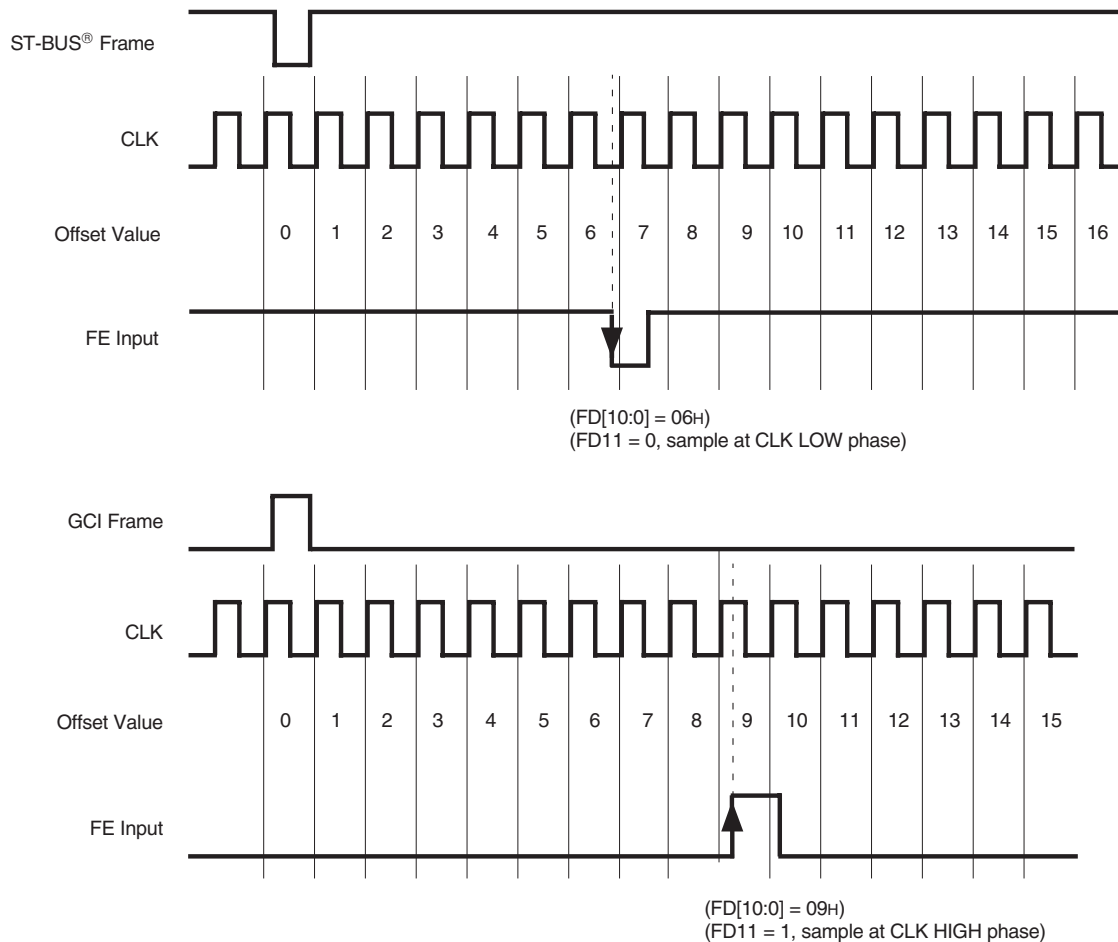 ST-BUS® Frame
CLK
Offset Value 0 1 2 3 4 5 6 7 8 9 10 11 12 13 14 15 16
FE Input
(FD[10:0] = 06H)
(FD11 = 0, sample at CLK LOW phase)
GCI Frame
CLK
Offset Value 0 1 2 3 4 5 6 7 8 9 10 11 12 13 14 15
FE Input
(FD[10:0] = 09H)
(FD11 = 1, sample at CLK HIGH phase)